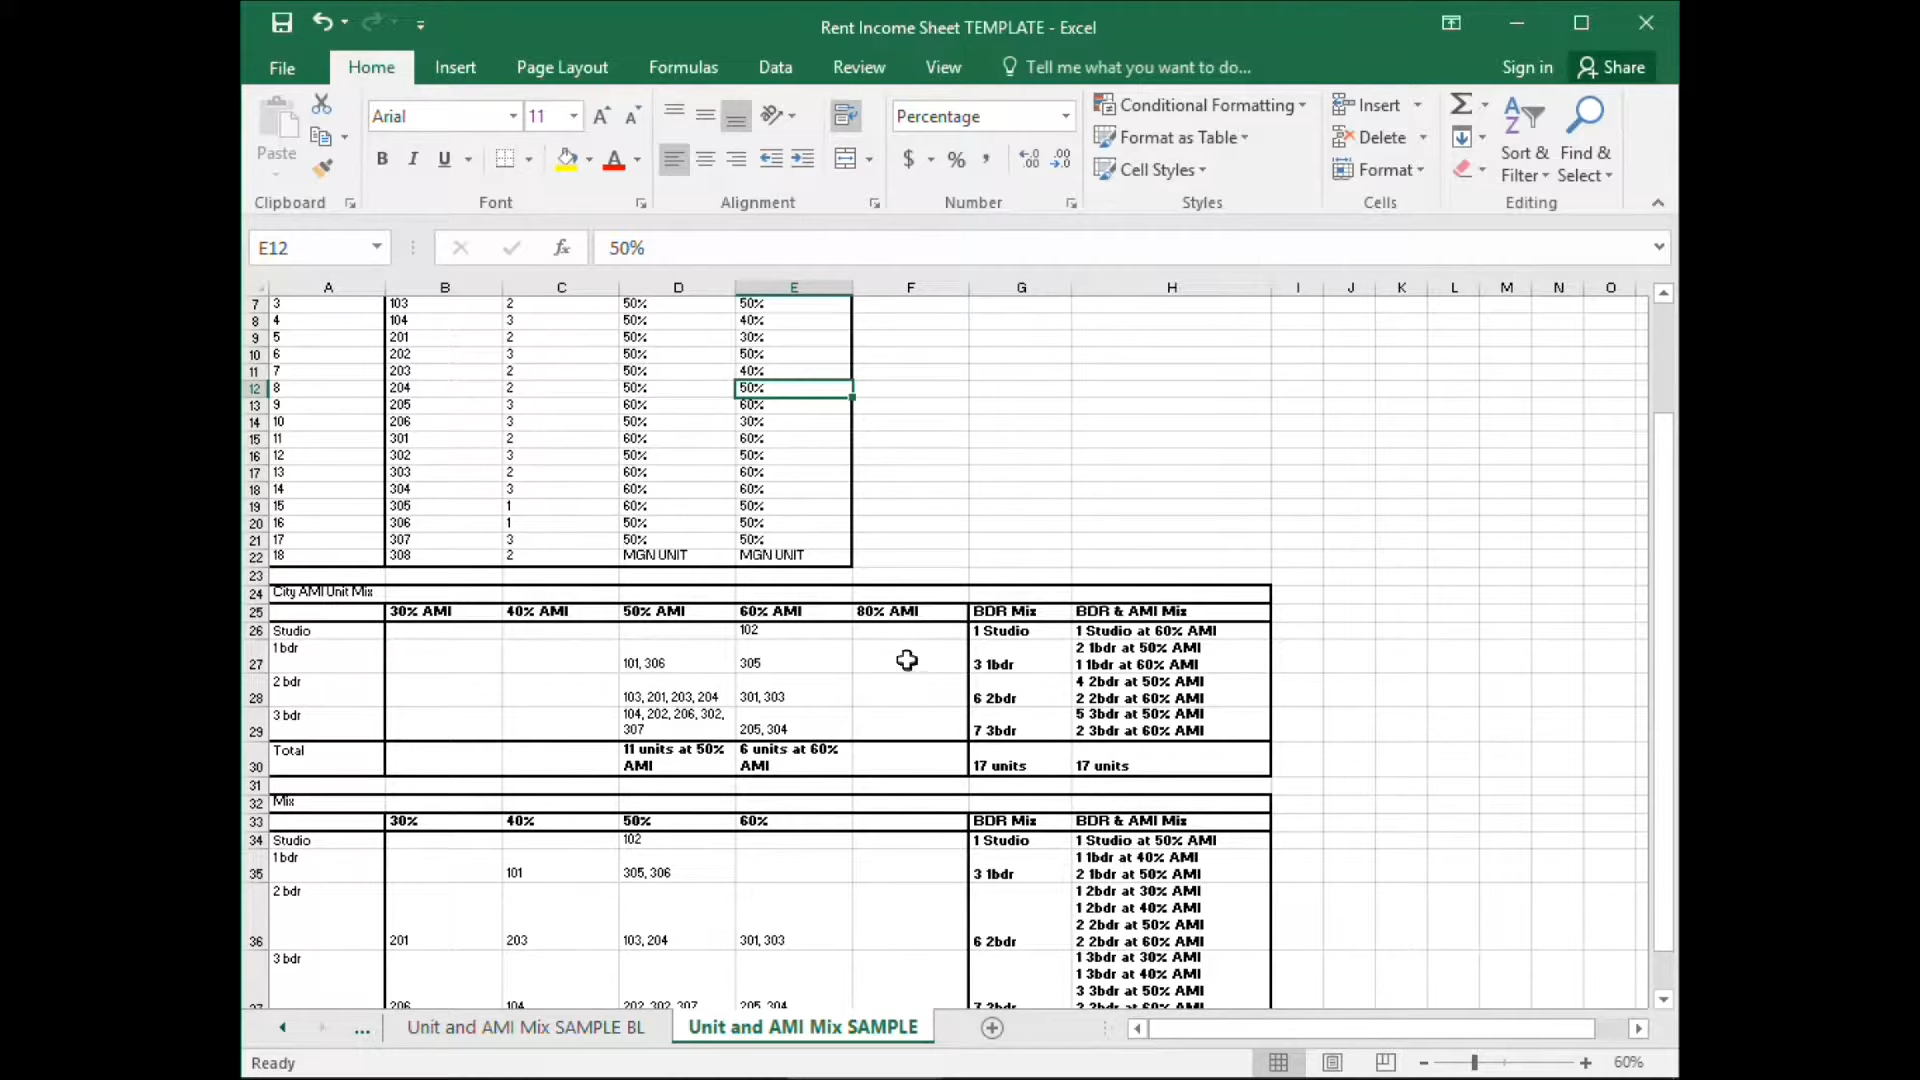 Rent Income Sheet TEMPLATE - Excel
File Home Insert Page Layout Formulas Data Review View Tell me what you want to do... Sign in Share
Paste
Arial 11
B I U A
Percentage
$ % , .00 .00
Conditional Formatting
Format as Table
Cell Styles
Insert
Delete
Format
Sort & Filter
Find & Select
Clipboard Font Alignment Number Styles Cells Editing
E12 fx 50%
A B C D E F G H I J K L M N O
7 3 103 2 50% 50%
8 4 104 3 50% 40%
9 5 201 2 50% 30%
10 6 202 3 50% 50%
11 7 203 2 50% 40%
12 8 204 2 50% 50%
13 9 205 3 60% 60%
14 10 206 3 50% 30%
15 11 301 2 60% 60%
16 12 302 3 50% 50%
17 13 303 2 60% 60%
18 14 304 3 60% 60%
19 15 305 1 60% 50%
20 16 306 1 50% 50%
21 17 307 3 50% 50%
22 18 308 2 MGN UNIT MGN UNIT
23
24 City AMI Unit Mix
25 30% AMI 40% AMI 50% AMI 60% AMI 80% AMI BDR Mix BDR & AMI Mix
26 Studio 102 1 Studio 1 Studio at 60% AMI
1 bdr 2 1bdr at 50% AMI
27 101, 306 305 3 1bdr 1 1bdr at 60% AMI
2 bdr 4 2bdr at 50% AMI
28 103, 201, 203, 204 301, 303 6 2bdr 2 2bdr at 60% AMI
3 bdr 104, 202, 206, 302, 5 3bdr at 50% AMI
29 307 205, 304 7 3bdr 2 3bdr at 60% AMI
Total 11 units at 50% 6 units at 60%
30 AMI AMI 17 units 17 units
31
32 Mix
33 30% 40% 50% 60% BDR Mix BDR & AMI Mix
34 Studio 102 1 Studio 1 Studio at 50% AMI
1 bdr 1 1bdr at 40% AMI
35 101 305, 306 3 1bdr 2 1bdr at 50% AMI
2 bdr 1 2bdr at 30% AMI
1 2bdr at 40% AMI
2 2bdr at 50% AMI
36 201 203 103, 204 301, 303 6 2bdr 2 2bdr at 60% AMI
3 bdr 1 3bdr at 30% AMI
1 3bdr at 40% AMI
3 3bdr at 50% AMI
206 104 202, 302, 307 205, 304 7 3bdr 2 3bdr at 60% AMI
... Unit and AMI Mix SAMPLE BL Unit and AMI Mix SAMPLE
Ready 60%